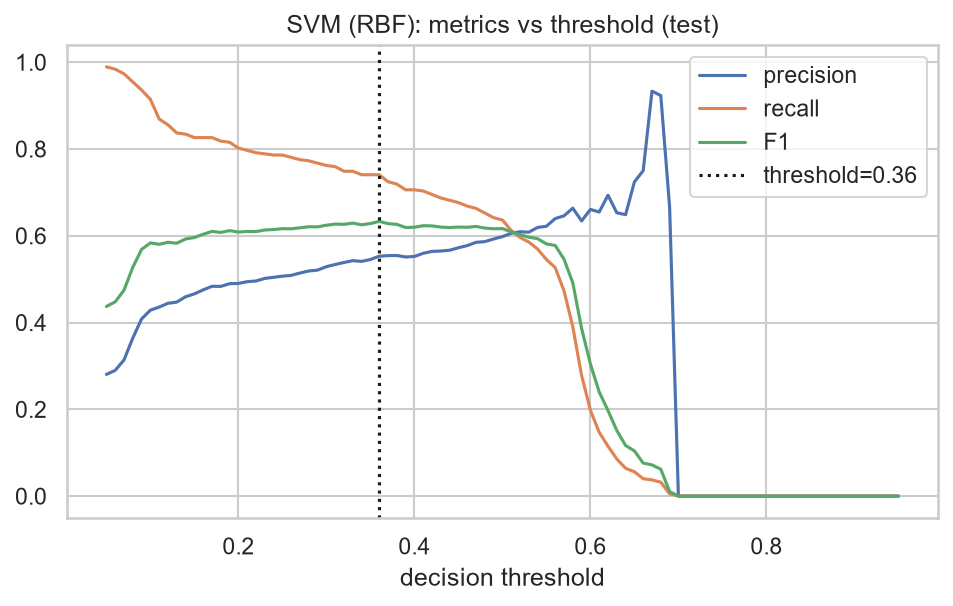 SVM (RBF): metrics vs threshold (test)
1.0
0.8
0.6
0.4
0.2
0.0
precision
recall
F1
threshold=0.36
0.2 0.4 0.6 0.8
decision threshold